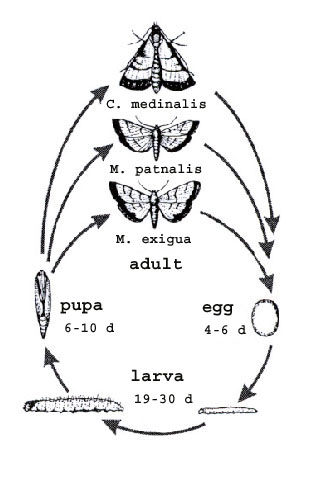 C. medinalis
M. patnalis
M. exigua
adult
pupa
6-10 d
egg
4-6 d
larva
19-30 d